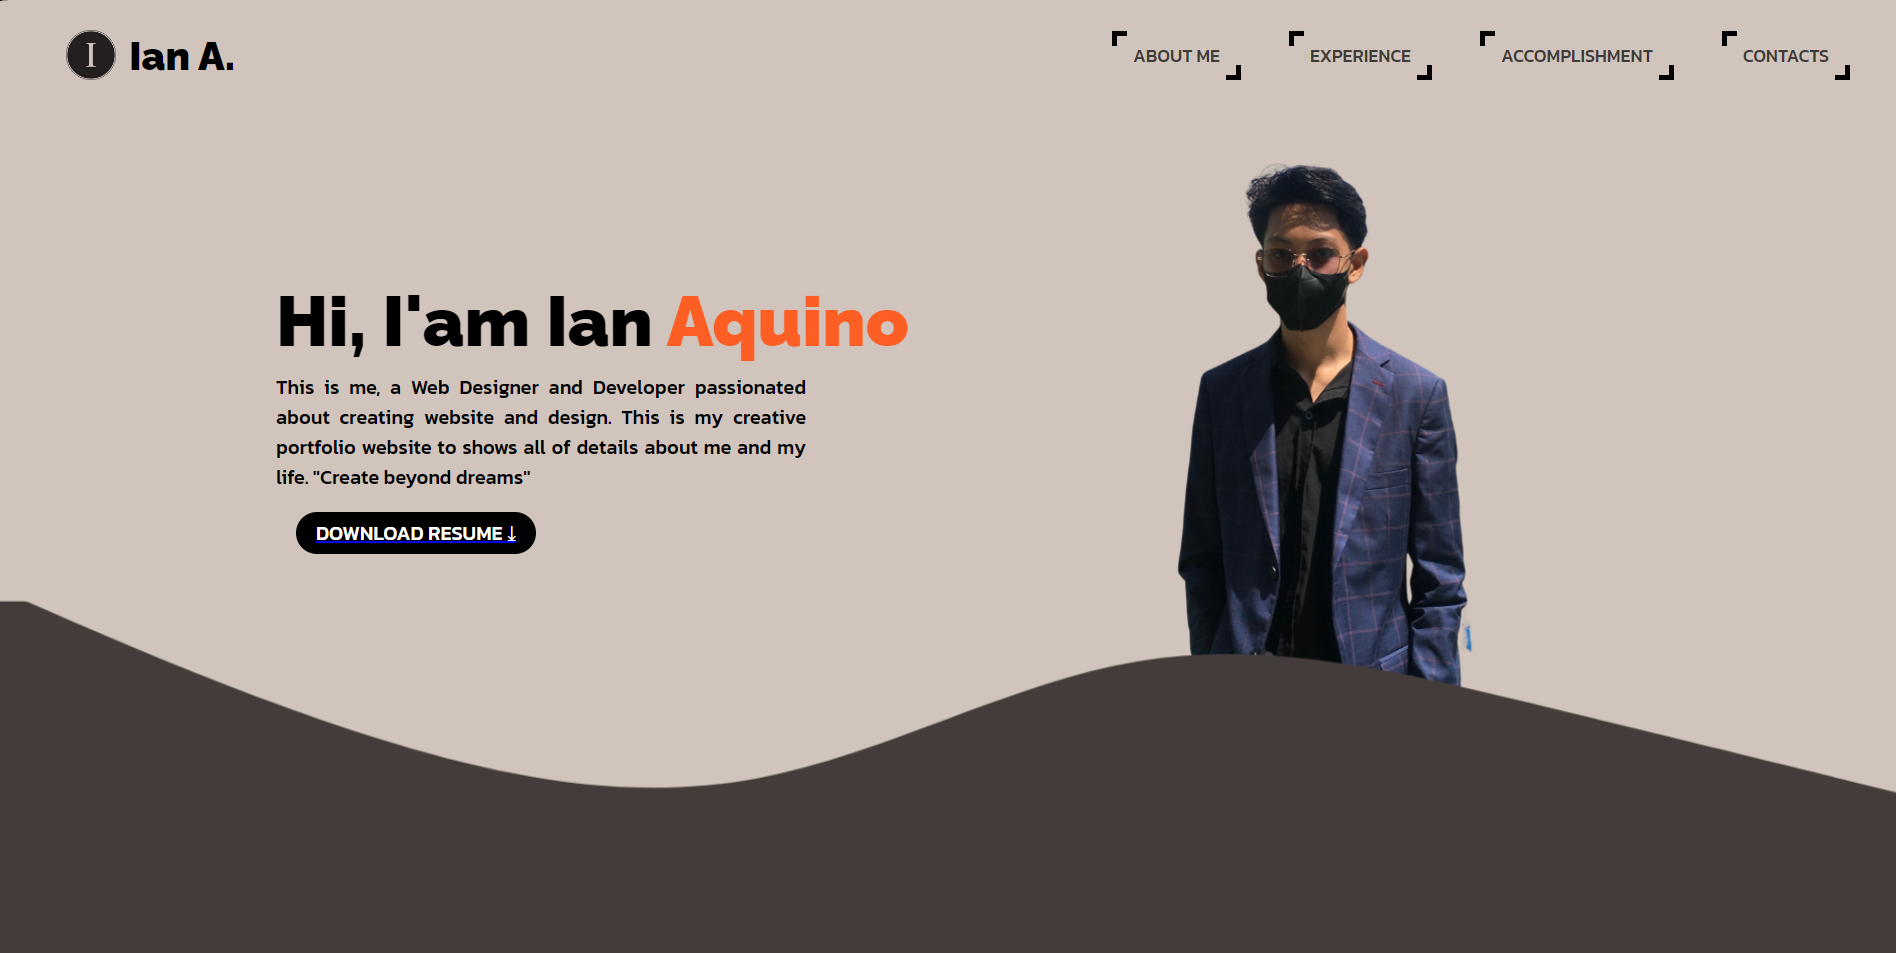 I Ian A.
ABOUT ME
EXPERIENCE
ACCOMPLISHMENT
CONTACTS
Hi, I'am Ian Aquino
This is me, a Web Designer and Developer passionated
about creating website and design. This is my creative
portfolio website to shows all of details about me and my
life. "Create beyond dreams"
DOWNLOAD RESUME ↓